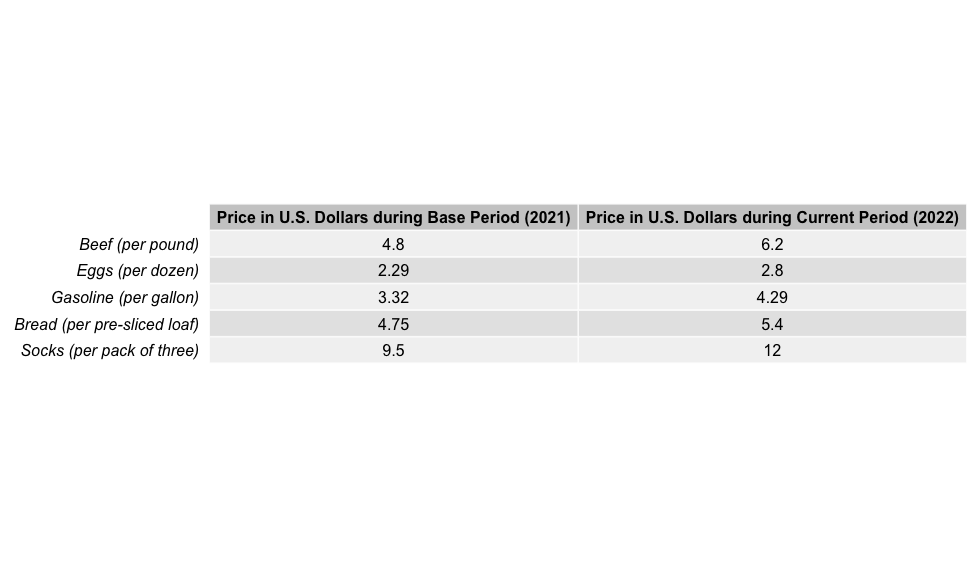 Price in U.S. Dollars during Base Period (2021) Price in U.S. Dollars during Current Period (2022)
Beef (per pound) 4.8 6.2
Eggs (per dozen) 2.29 2.8
Gasoline (per gallon) 3.32 4.29
Bread (per pre-sliced loaf) 4.75 5.4
Socks (per pack of three) 9.5 12